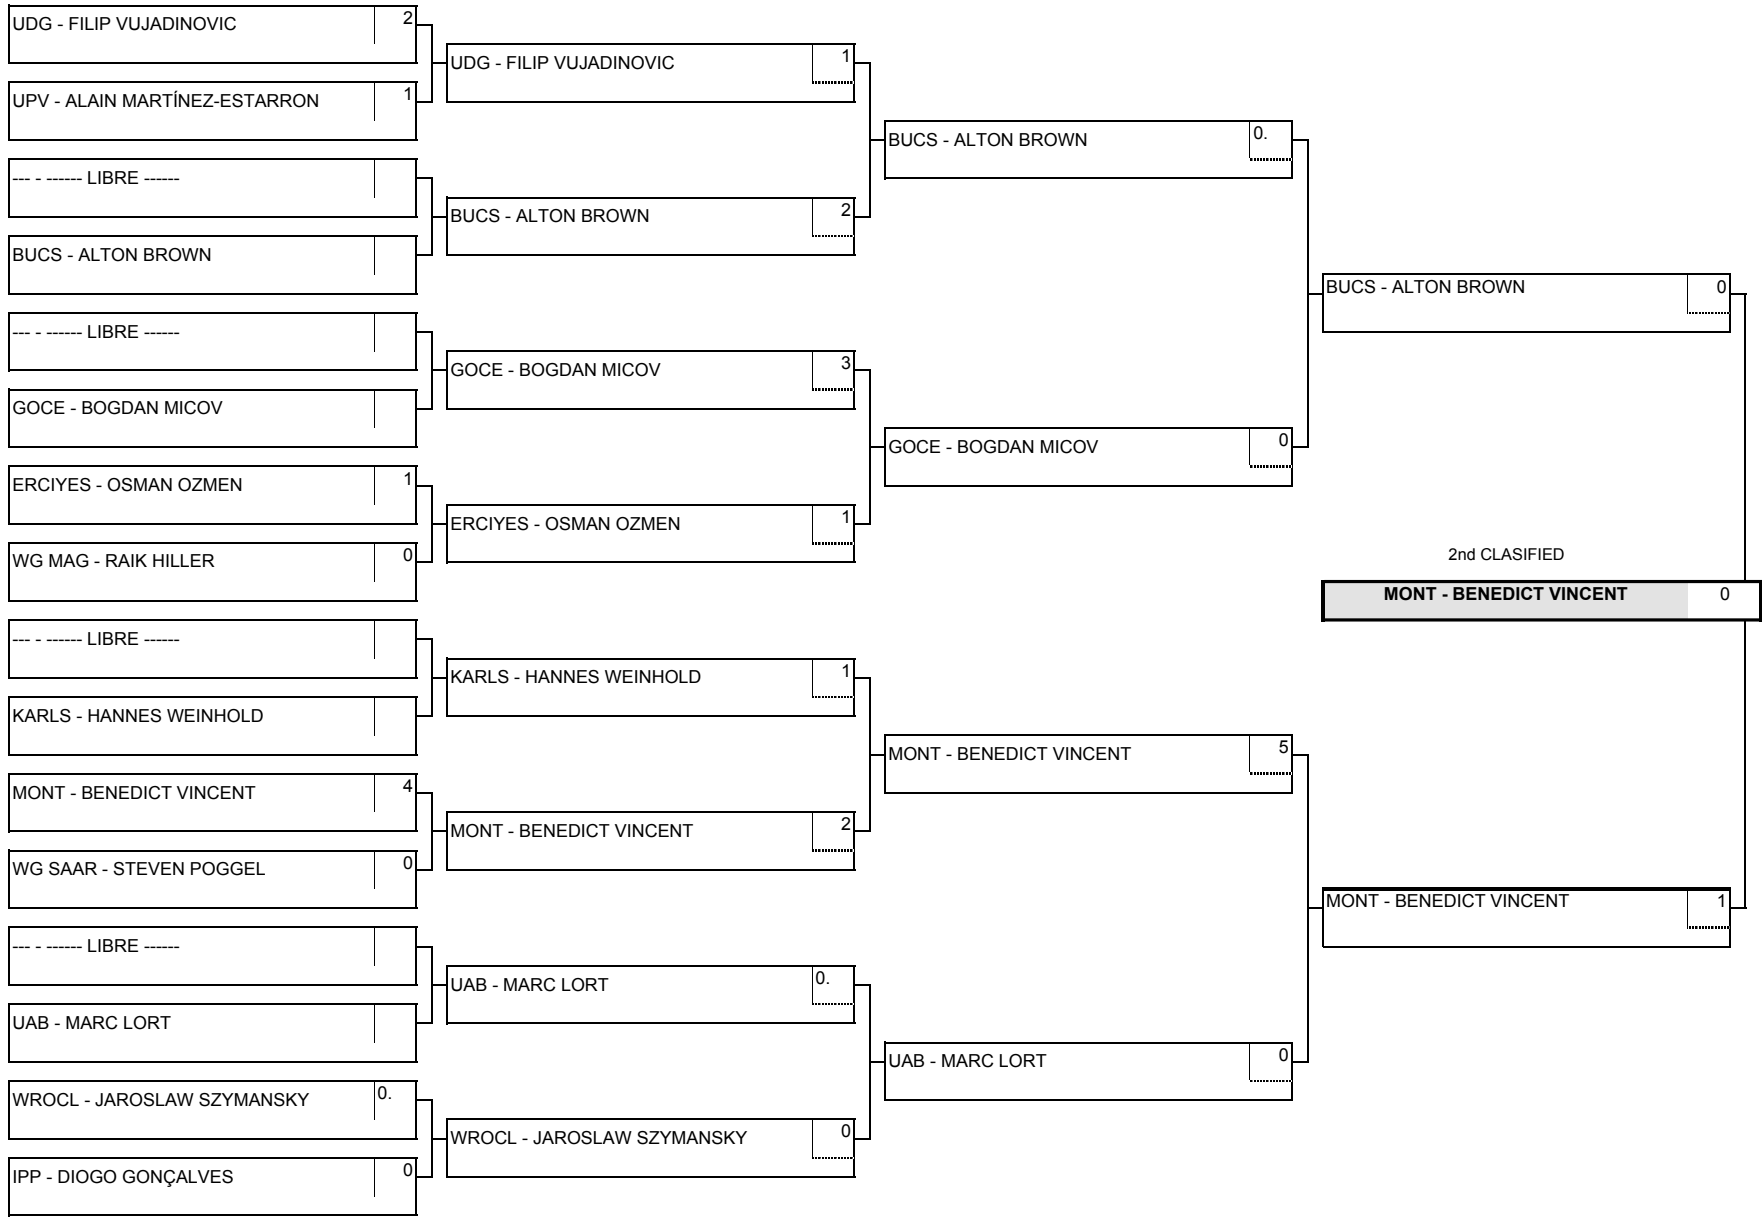 UDG - FILIP VUJADINOVIC 2
UPV - ALAIN MARTÍNEZ-ESTARRON 1
--- - ------ LIBRE ------
BUCS - ALTON BROWN
--- - ------ LIBRE ------
GOCE - BOGDAN MICOV
ERCIYES - OSMAN OZMEN 1
WG MAG - RAIK HILLER 0
--- - ------ LIBRE ------
KARLS - HANNES WEINHOLD
MONT - BENEDICT VINCENT 4
WG SAAR - STEVEN POGGEL 0
--- - ------ LIBRE ------
UAB - MARC LORT
WROCL - JAROSLAW SZYMANSKY 0.
IPP - DIOGO GONÇALVES 0
UDG - FILIP VUJADINOVIC 1
BUCS - ALTON BROWN 2
GOCE - BOGDAN MICOV 3
ERCIYES - OSMAN OZMEN 1
KARLS - HANNES WEINHOLD 1
MONT - BENEDICT VINCENT 2
UAB - MARC LORT 0.
WROCL - JAROSLAW SZYMANSKY 0
BUCS - ALTON BROWN 0.
GOCE - BOGDAN MICOV 0
MONT - BENEDICT VINCENT 5
UAB - MARC LORT 0
BUCS - ALTON BROWN 0
2nd CLASIFIED
MONT - BENEDICT VINCENT 0
MONT - BENEDICT VINCENT 1